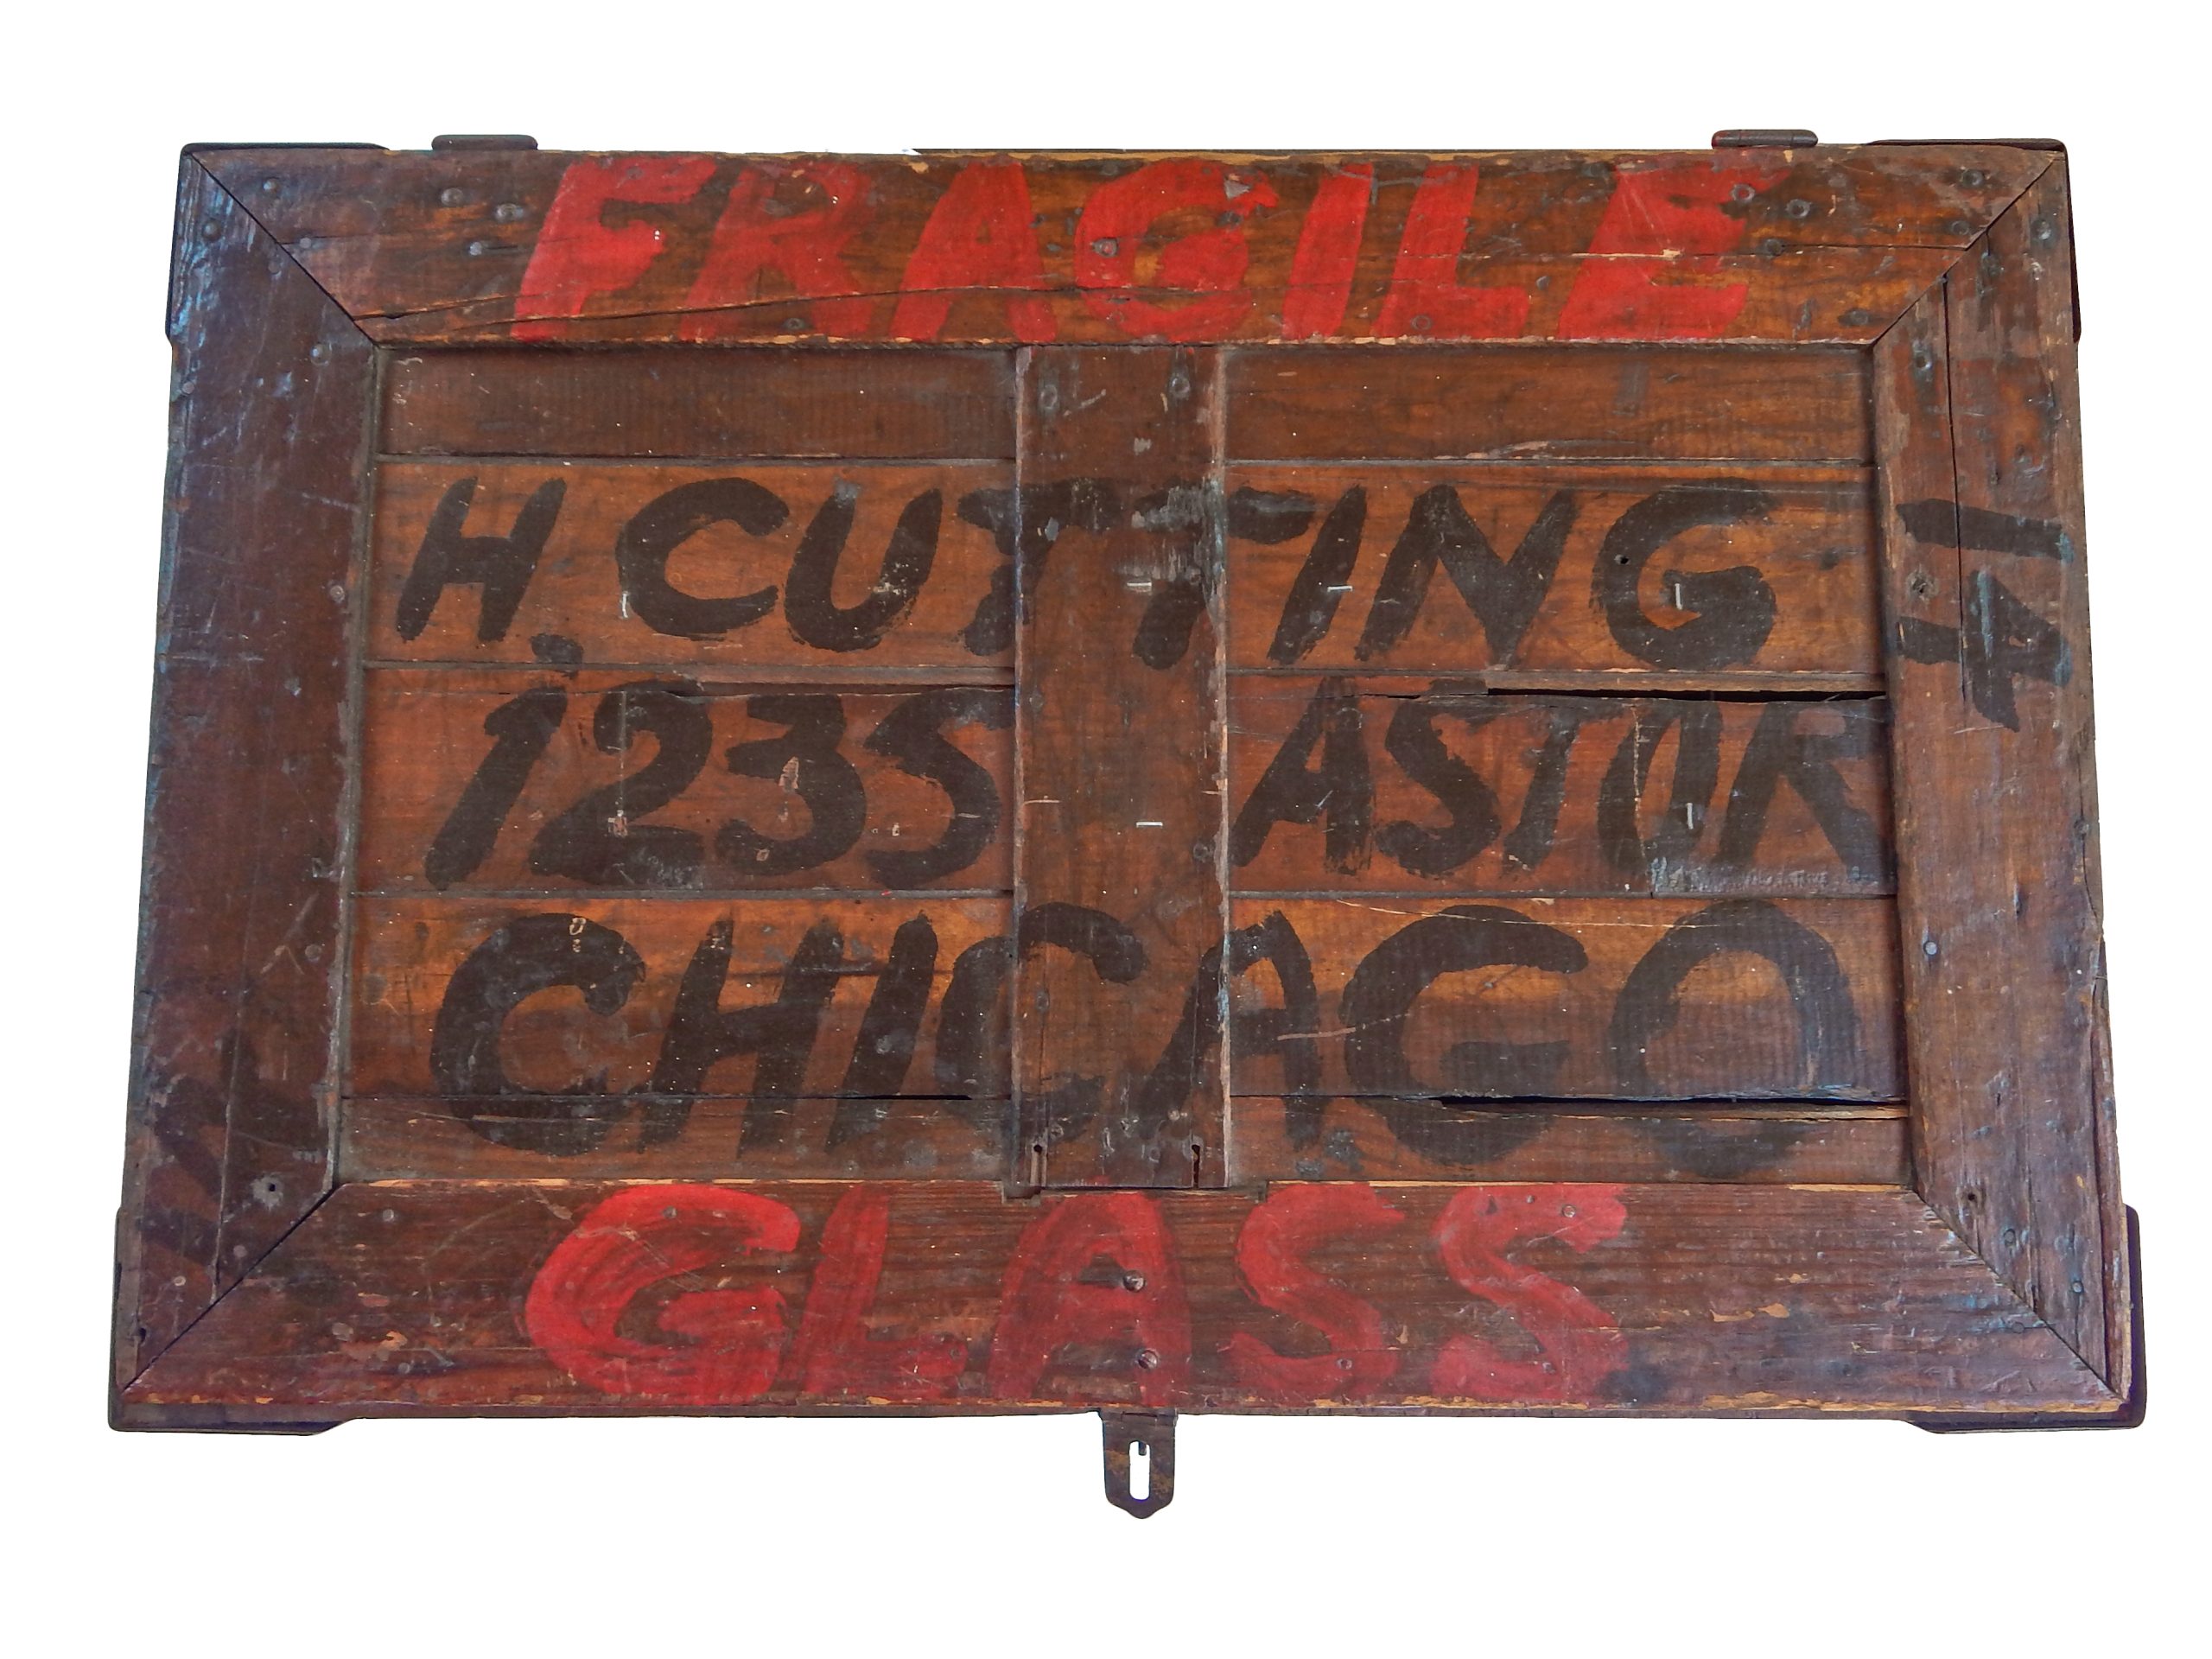 FRAGILE
H. CUTTING
1235 ASTOR
CHICAGO
GLASS